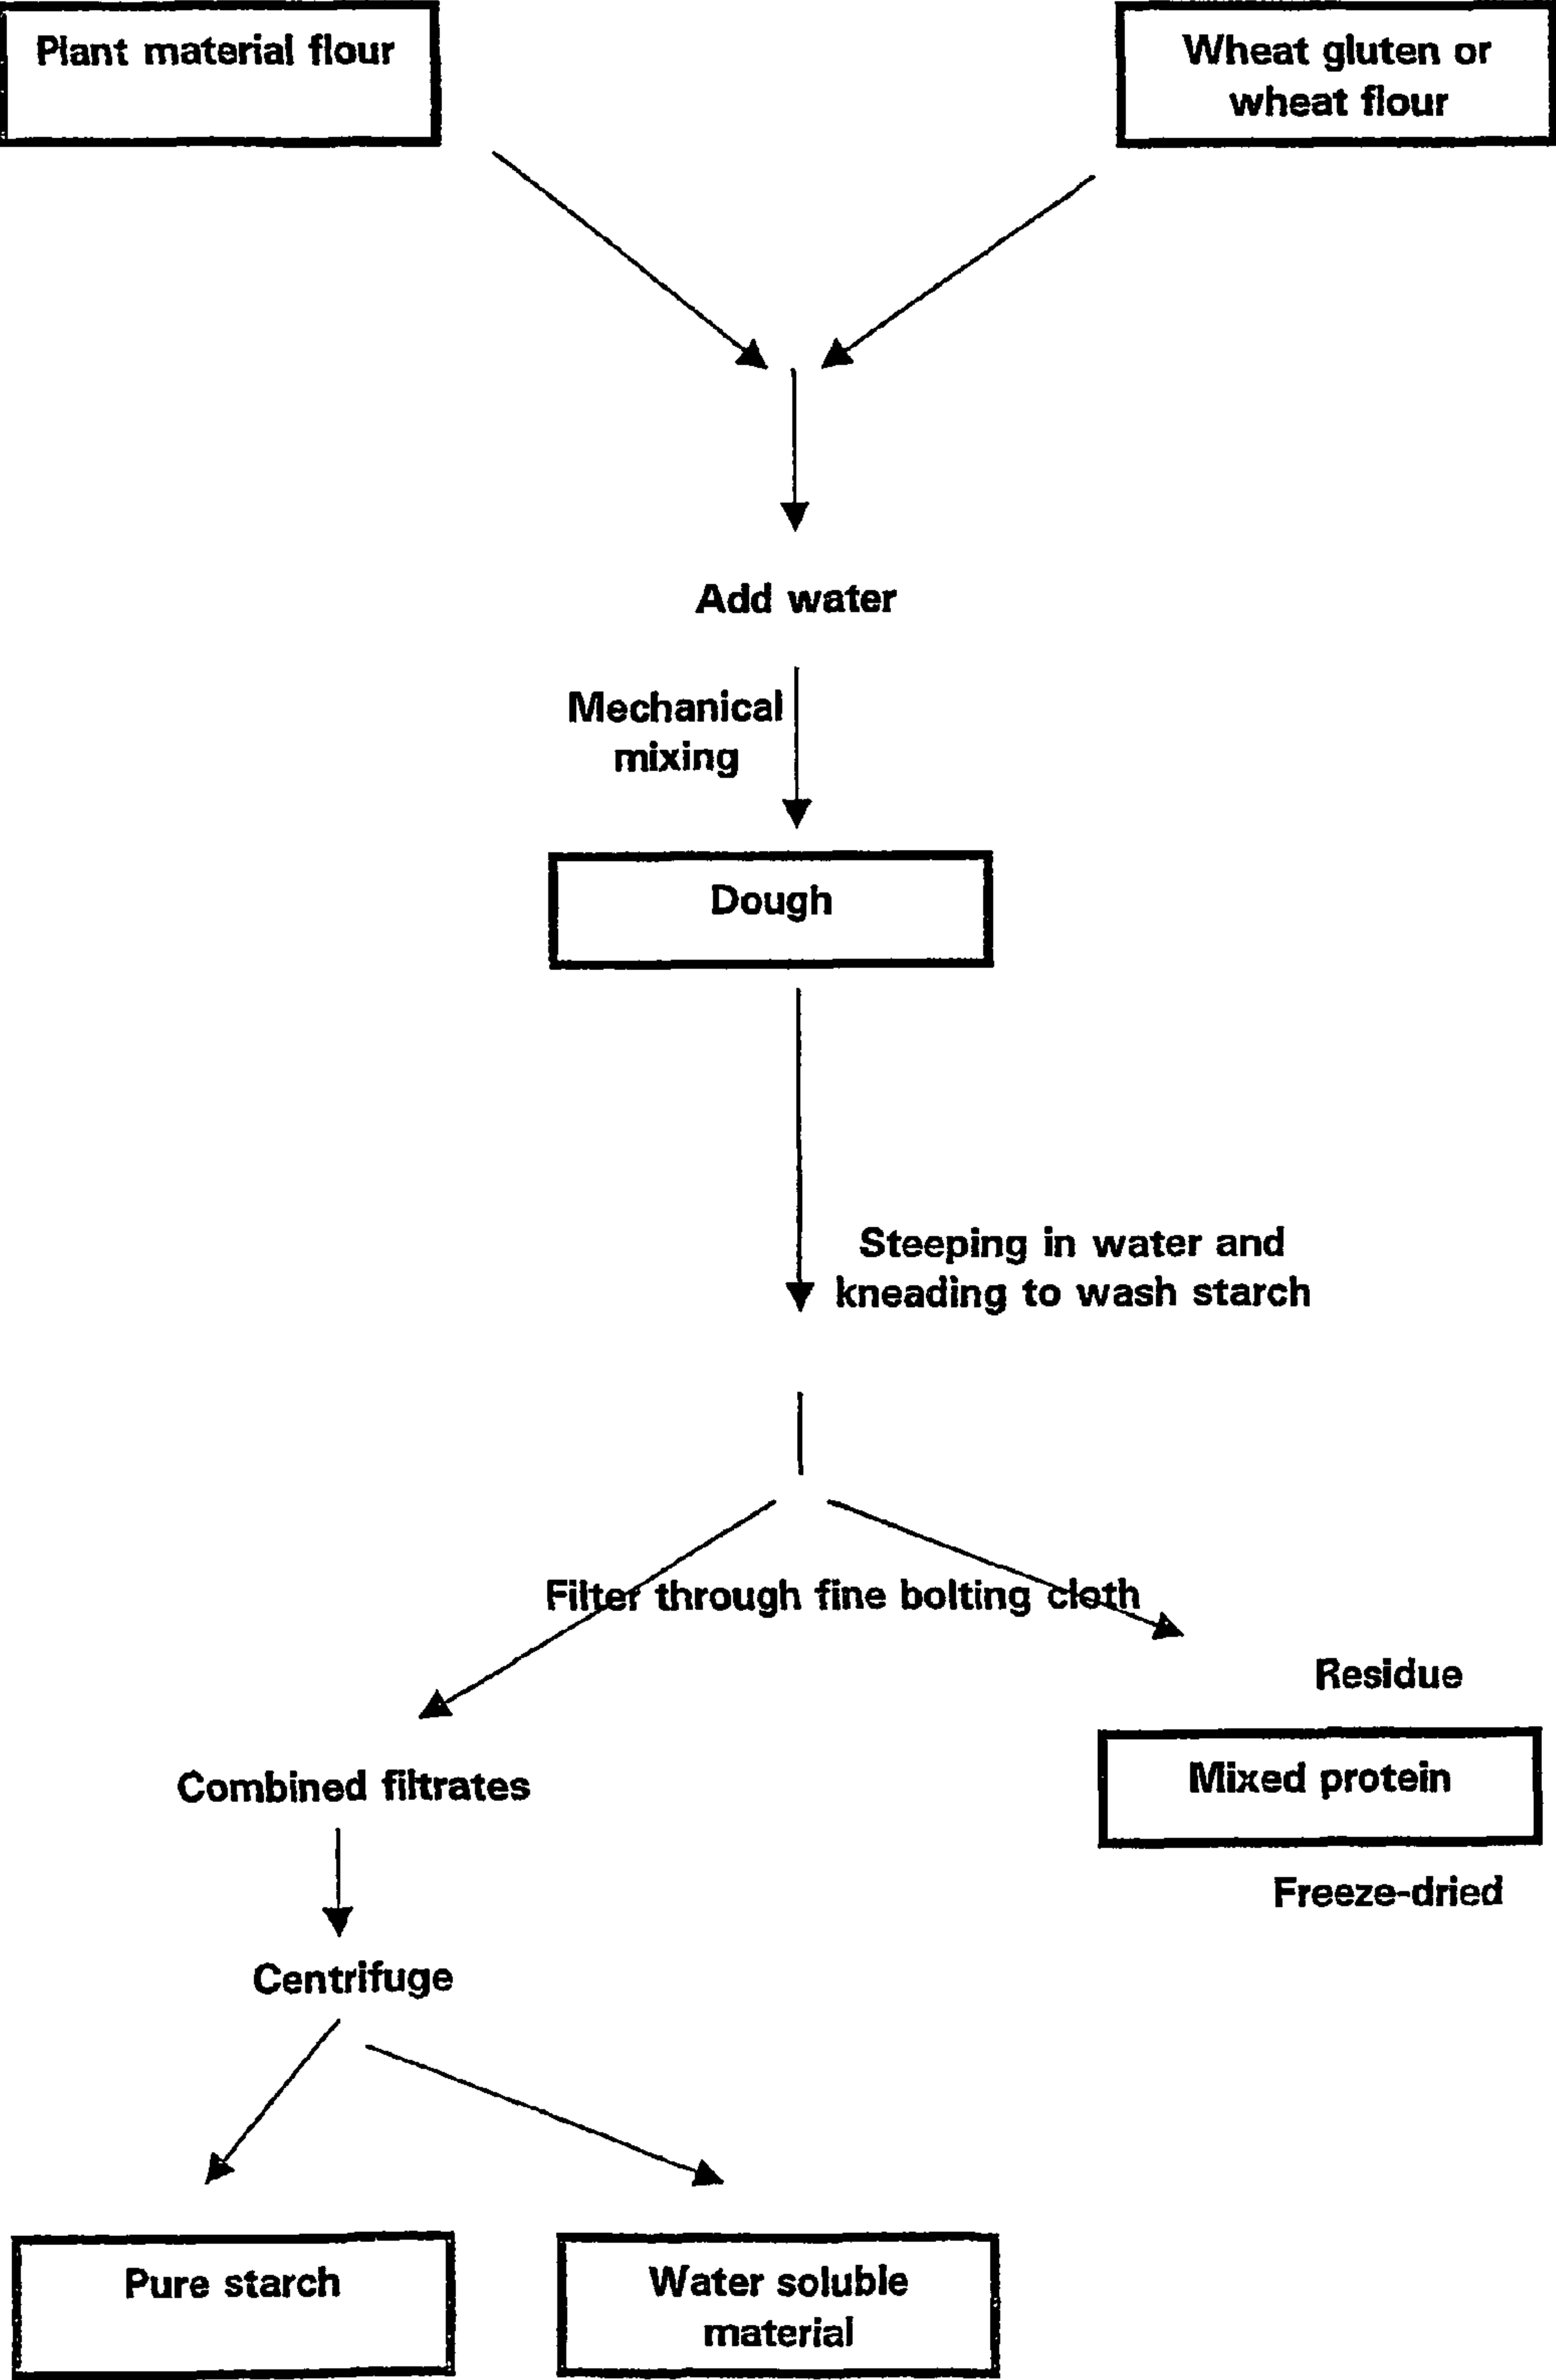 Plant material flour
Wheat gluten or
wheat flour
Add water
Mechanical
mixing
Dough
Steeping in water and
kneading to wash starch
Filter through fine bolting cloth
Residue
Mixed protein
Combined filtrates
Freeze-dried
Centrifuge
Pure starch
Water soluble
material